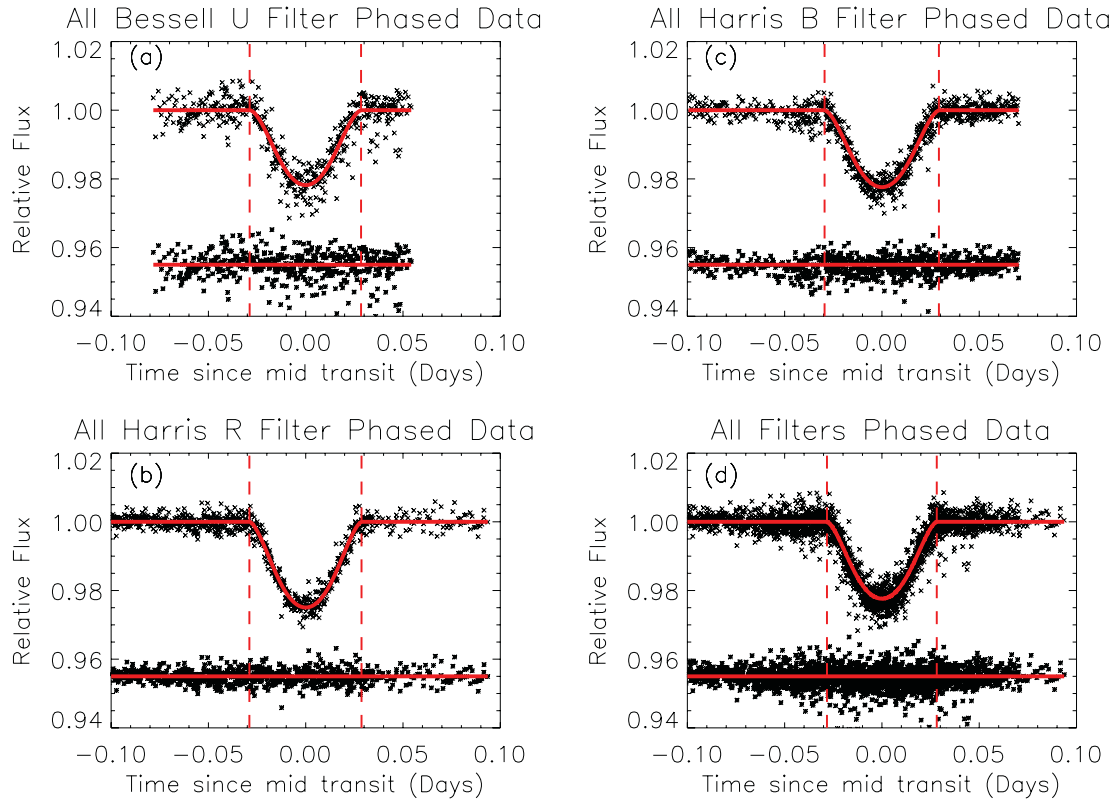 All Bessell U Filter Phased Data
(a)
1.02
1.00
0.98
0.96
0.94
Relative Flux
−0.10 −0.05 0.00 0.05 0.10
Time since mid transit (Days)
All Harris B Filter Phased Data
(c)
1.02
1.00
0.98
0.96
0.94
Relative Flux
−0.10 −0.05 0.00 0.05 0.10
Time since mid transit (Days)
All Harris R Filter Phased Data
(b)
1.02
1.00
0.98
0.96
0.94
Relative Flux
−0.10 −0.05 0.00 0.05 0.10
Time since mid transit (Days)
All Filters Phased Data
(d)
1.02
1.00
0.98
0.96
0.94
Relative Flux
−0.10 −0.05 0.00 0.05 0.10
Time since mid transit (Days)